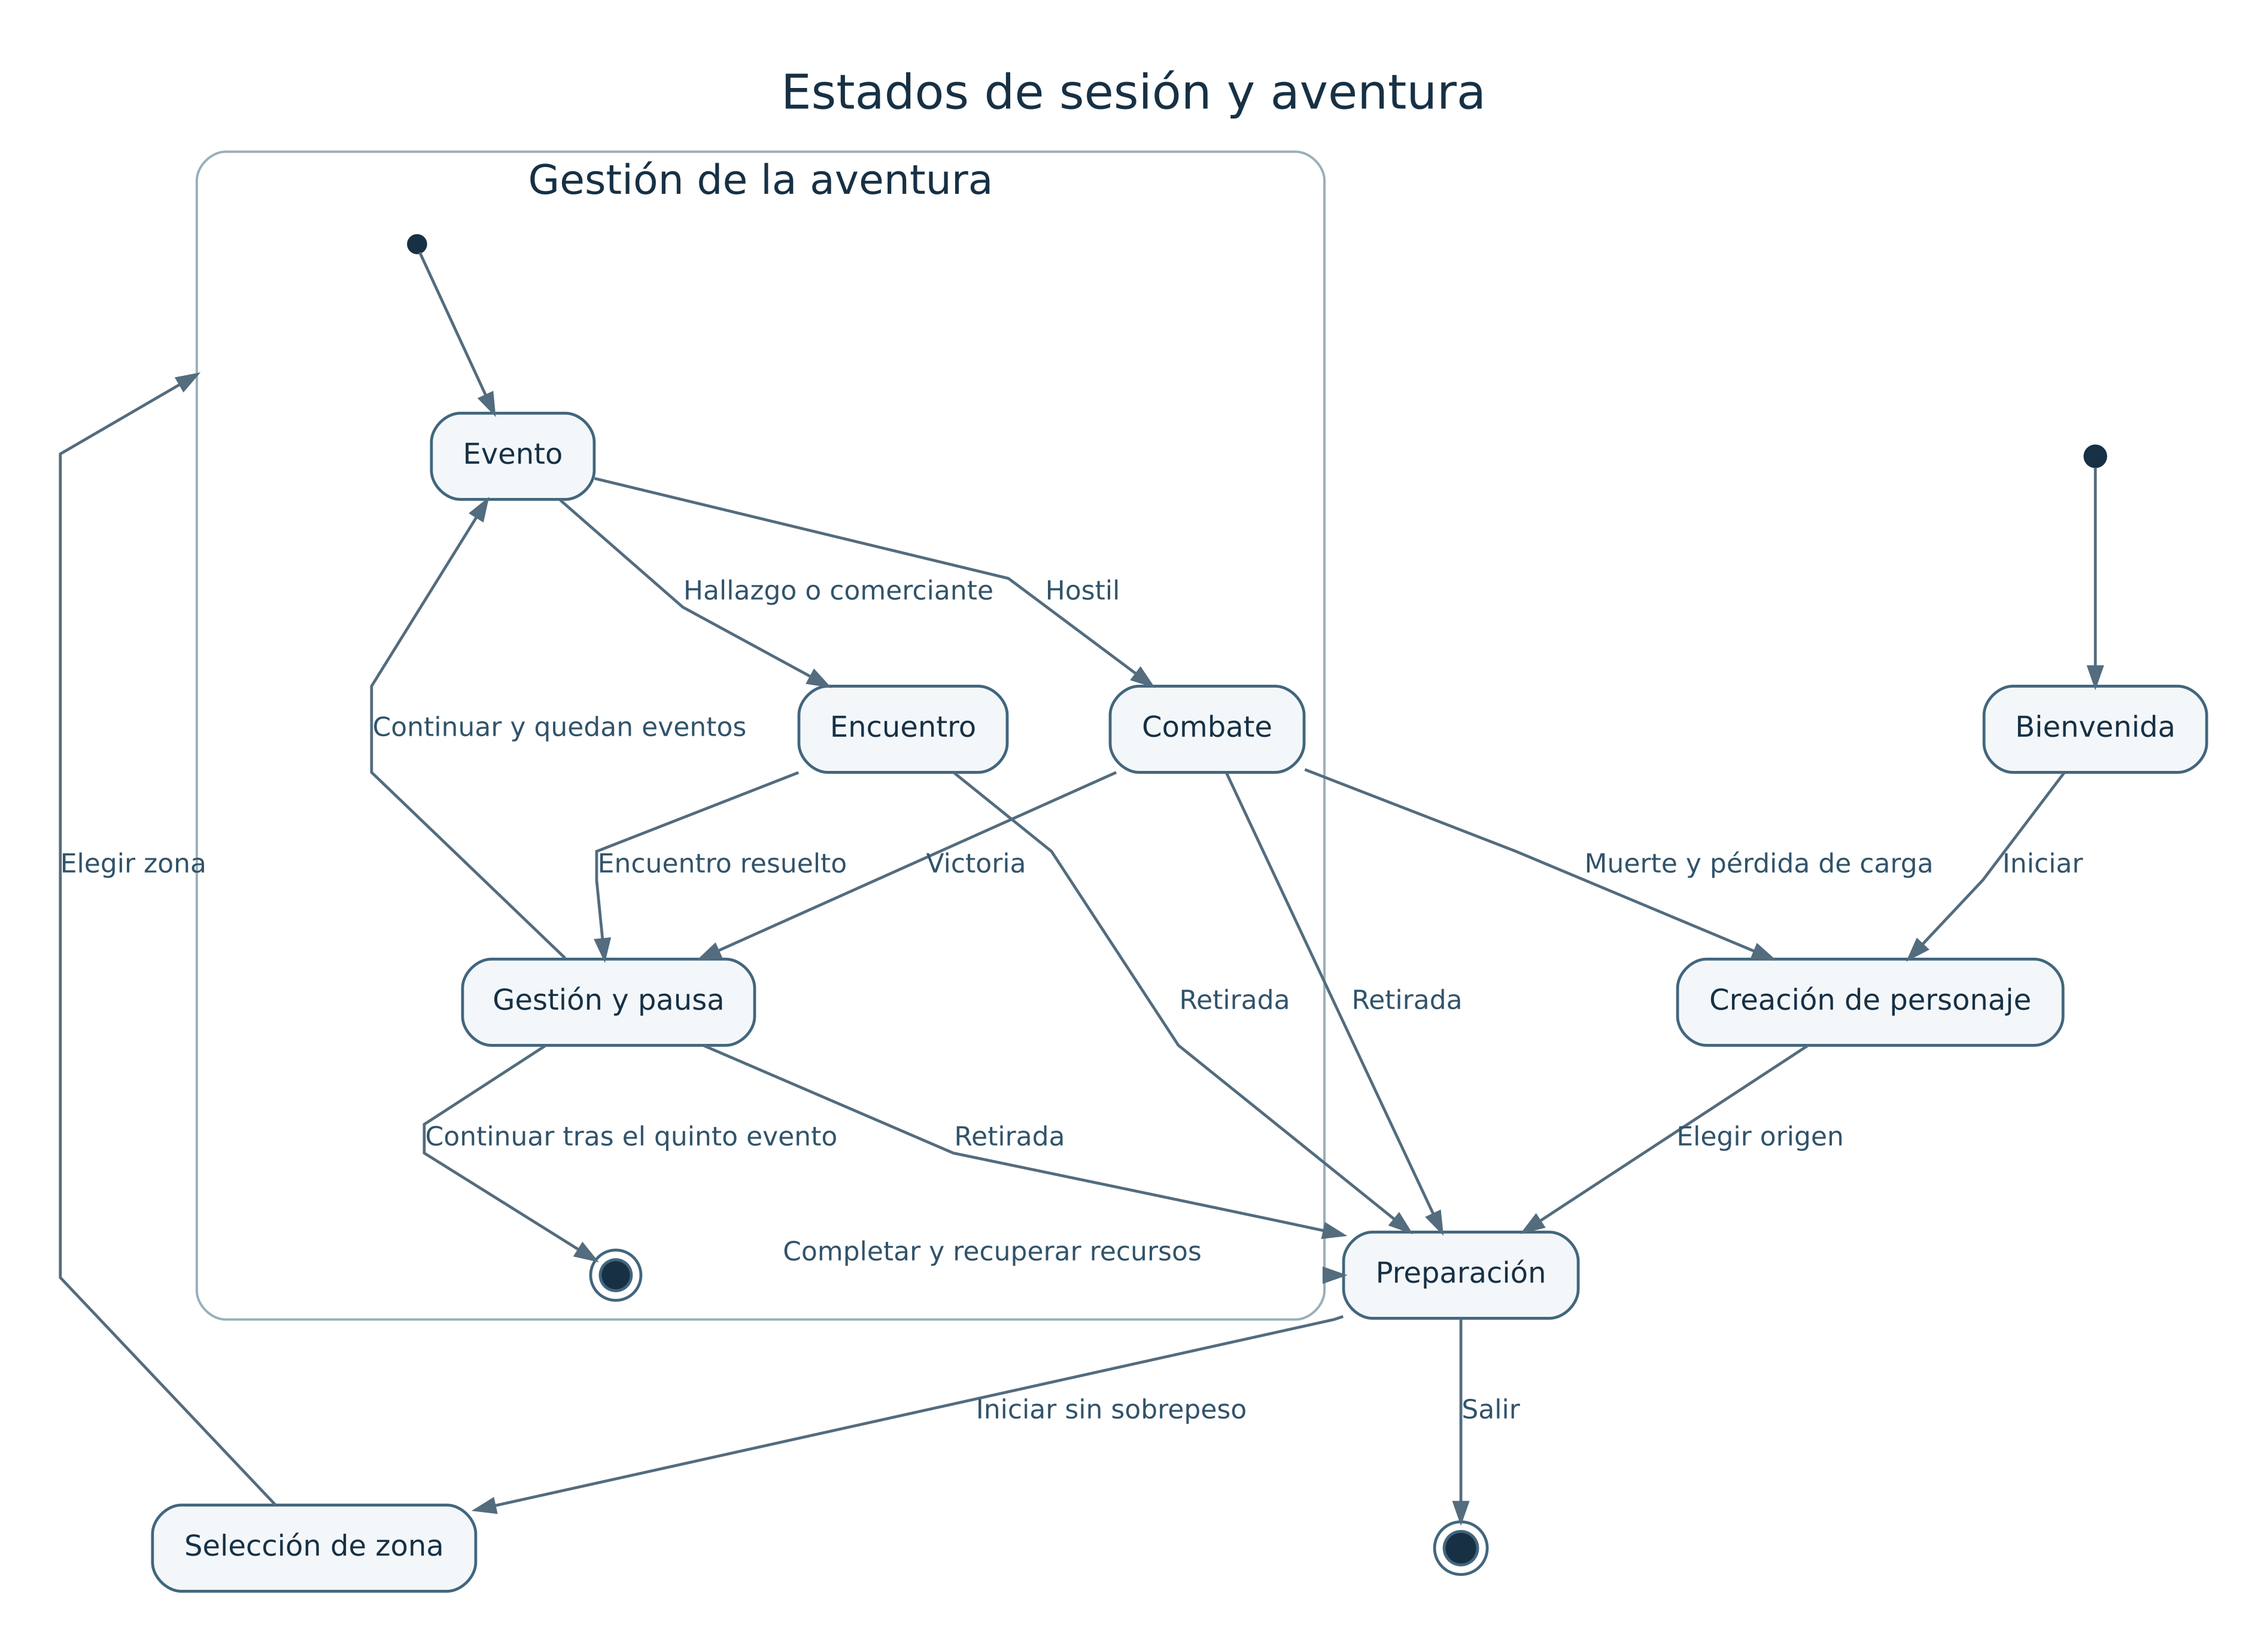 Estados de sesión y aventura
Gestión de la aventura
Evento
Hallazgo o comerciante
Hostil
Continuar y quedan eventos
Encuentro
Combate
Bienvenida
Elegir zona
Encuentro resuelto
Victoria
Muerte y pérdida de carga
Iniciar
Gestión y pausa
Retirada
Retirada
Creación de personaje
Continuar tras el quinto evento
Retirada
Elegir origen
Completar y recuperar recursos
Preparación
Iniciar sin sobrepeso
Salir
Selección de zona